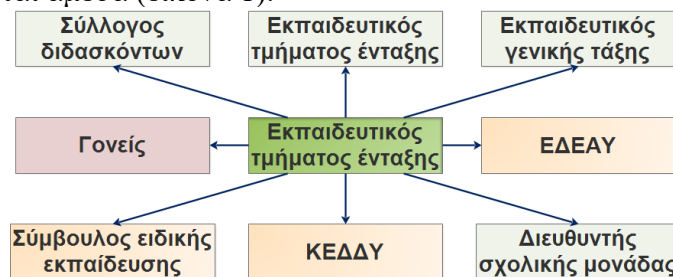 Σύλλογος
διδασκόντων
Εκπαιδευτικός
τμήματος ένταξης
Εκπαιδευτικός
γενικής τάξης
Γονείς
Εκπαιδευτικός
τμήματος ένταξης
ΕΔΕΑΥ
Σύμβουλος ειδικής
εκπαίδευσης
ΚΕΔΔΥ
Διευθυντής
σχολικής μονάδας